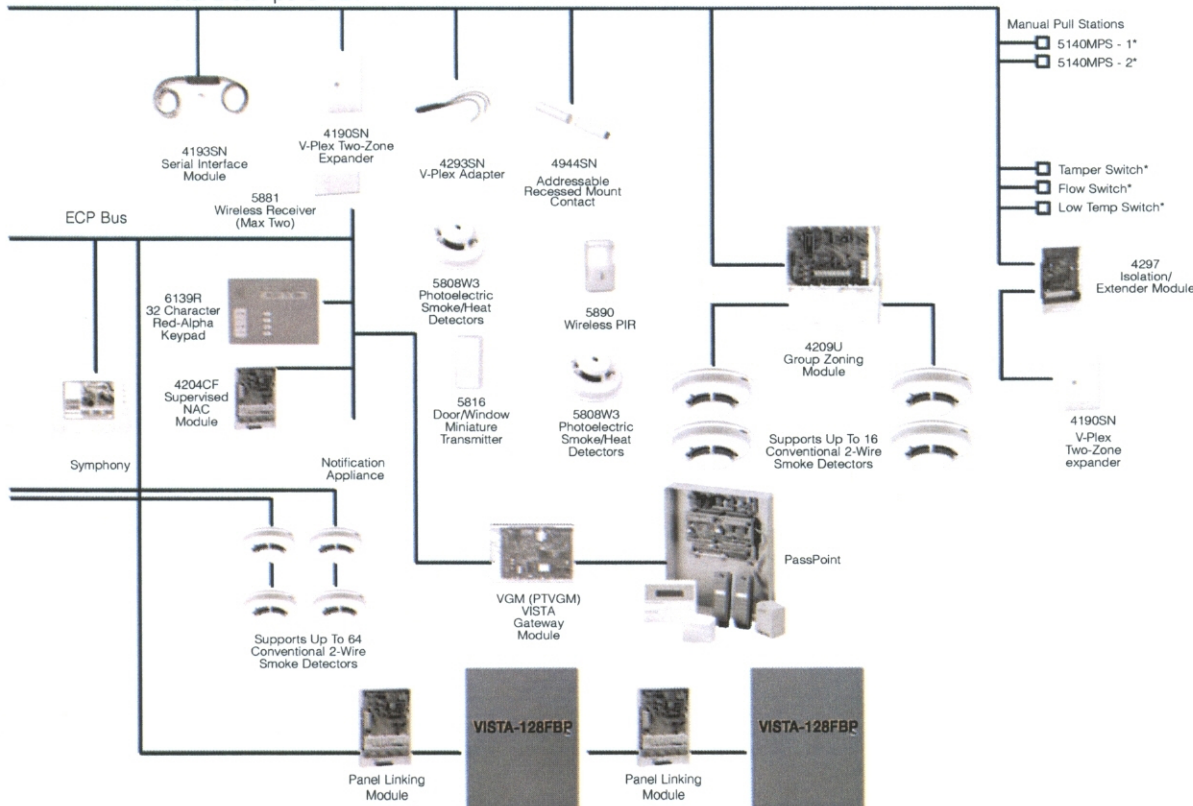 Manual Pull Stations
5140MPS - 1*
5140MPS - 2*
4193SN
Serial Interface
Module
4190SN
V-Plex Two-Zone
Expander
4293SN
V-Plex Adapter
4944SN
Addressable
Recessed Mount
Contact
Tamper Switch*
Flow Switch*
Low Temp Switch*
5881
Wireless Receiver
(Max Two)
ECP Bus
4297
Isolation/
Extender Module
6139R
32 Character
Red-Alpha
Keypad
5808W3
Photoelectric
Smoke/Heat
Detectors
5890
Wireless PIR
4209U
Group Zoning
Module
4204CF
Supervised
NAC
Module
5816
Door/Window
Miniature
Transmitter
5808W3
Photoelectric
Smoke/Heat
Detectors
Supports Up To 16
Conventional 2-Wire
Smoke Detectors
4190SN
V-Plex
Two-Zone
expander
Symphony
Notification
Appliance
PassPoint
VGM (PTVGM)
VISTA
Gateway
Module
Supports Up To 64
Conventional 2-Wire
Smoke Detectors
VISTA-128FBP
VISTA-128FBP
Panel Linking
Module
Panel Linking
Module